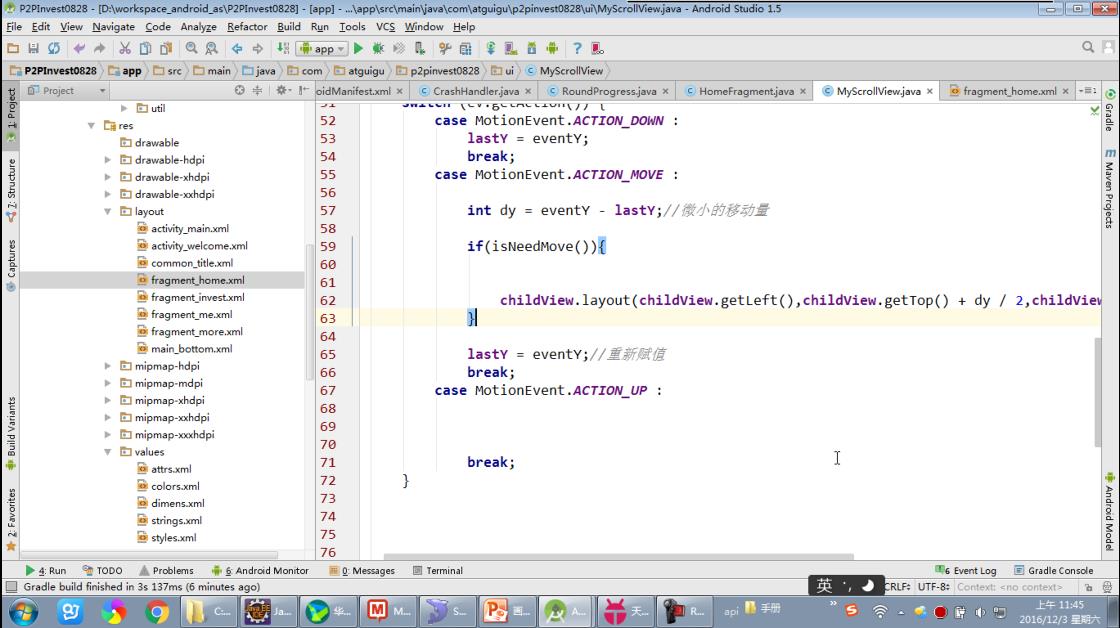 P2PInvest0828 - [D:\workspace_android_as\P2PInvest0828] - [app] - ...\app\src\main\java\com\atguigu\p2pinvest0828\ui\MyScrollView.java - Android Studio 1.5
File Edit View Navigate Code Analyze Refactor Build Run Tools VCS Window Help
app
P2PInvest0828 app src main java com atguigu p2pinvest0828 ui MyScrollView
Project
oidManifest.xml CrashHandler.java RoundProgress.java HomeFragment.java MyScrollView.java fragment_home.xml
1: Project
7: Structure
Captures
Build Variants
2: Favorites
util
res
drawable
drawable-hdpi
drawable-xhdpi
drawable-xxhdpi
layout
activity_main.xml
activity_welcome.xml
common_title.xml
fragment_home.xml
fragment_invest.xml
fragment_me.xml
fragment_more.xml
main_bottom.xml
mipmap-hdpi
mipmap-mdpi
mipmap-xhdpi
mipmap-xxhdpi
mipmap-xxxhdpi
values
attrs.xml
colors.xml
dimens.xml
strings.xml
styles.xml
51 switch (ev.getAction()) {
52 case MotionEvent.ACTION_DOWN :
53 lastY = eventY;
54 break;
55 case MotionEvent.ACTION_MOVE :
56
57 int dy = eventY - lastY;//微小的移动量
58
59 if(isNeedMove()){
60
61
62 childView.layout(childView.getLeft(),childView.getTop() + dy / 2,childView
63 }
64
65 lastY = eventY;//重新赋值
66 break;
67 case MotionEvent.ACTION_UP :
68
69
70
71 break;
72 }
73
74
75
76
Gradle
Maven Projects
Android Model
4: Run TODO Problems 6: Android Monitor 0: Messages Terminal 6 Event Log Gradle Console
Gradle build finished in 3s 137ms (6 minutes ago)
英
CRLF÷ UTF-8÷ Context: <no context>
C... Ja... 华... M... S... 画... A... 天... R... api 手册
上午 11:45
2016/12/3 星期六